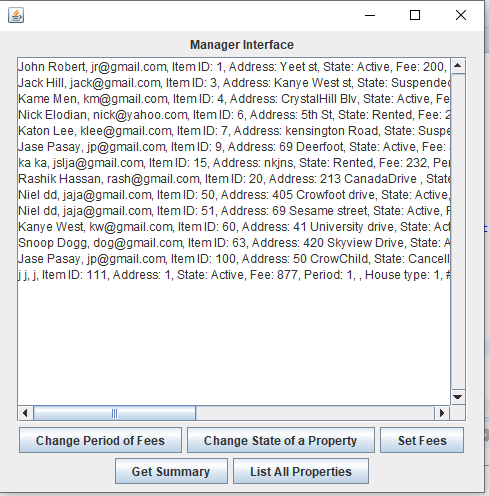 Manager Interface
John Robert, jr@gmail.com, Item ID: 1, Address: Yeet st, State: Active, Fee: 200,
Jack Hill, jack@gmail.com, Item ID: 3, Address: Kanye West st, State: Suspended
Kame Men, km@gmail.com, Item ID: 4, Address: CrystalHill Blv, State: Active, Fe
Nick Elodian, nick@yahoo.com, Item ID: 6, Address: 5th St, State: Rented, Fee: 2
Katon Lee, klee@gmail.com, Item ID: 7, Address: kensington Road, State: Suspe
Jase Pasay, jp@gmail.com, Item ID: 9, Address: 69 Deerfoot, State: Active, Fee:
ka ka, jslja@gmail.com, Item ID: 15, Address: nkjns, State: Rented, Fee: 232, Per
Rashik Hassan, rash@gmail.com, Item ID: 20, Address: 213 CanadaDrive , State
Niel dd, jaja@gmail.com, Item ID: 50, Address: 405 Crowfoot drive, State: Active,
Niel dd, jaja@gmail.com, Item ID: 51, Address: 69 Sesame street, State: Active, F
Kanye West, kw@gmail.com, Item ID: 60, Address: 41 University drive, State: Act
Snoop Dogg, dog@gmail.com, Item ID: 63, Address: 420 Skyview Drive, State: A
Jase Pasay, jp@gmail.com, Item ID: 100, Address: 50 CrowChild, State: Cancell
j j, j, Item ID: 111, Address: 1, State: Active, Fee: 877, Period: 1, , House type: 1, #
Change Period of Fees Change State of a Property Set Fees
Get Summary List All Properties